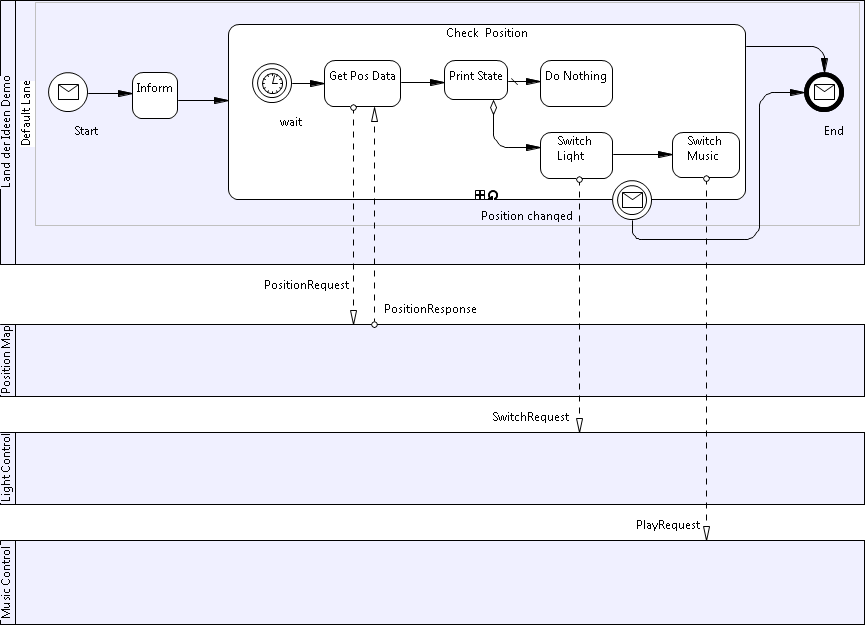 Land der Ideen Demo
Default Lane
Check Position
Start
Inform
wait
Get Pos Data
Print State
Do Nothing
Switch
Light
Switch
Music
Position changed
End
PositionRequest
PositionResponse
Position Map
SwitchRequest
Light Control
PlayRequest
Music Control